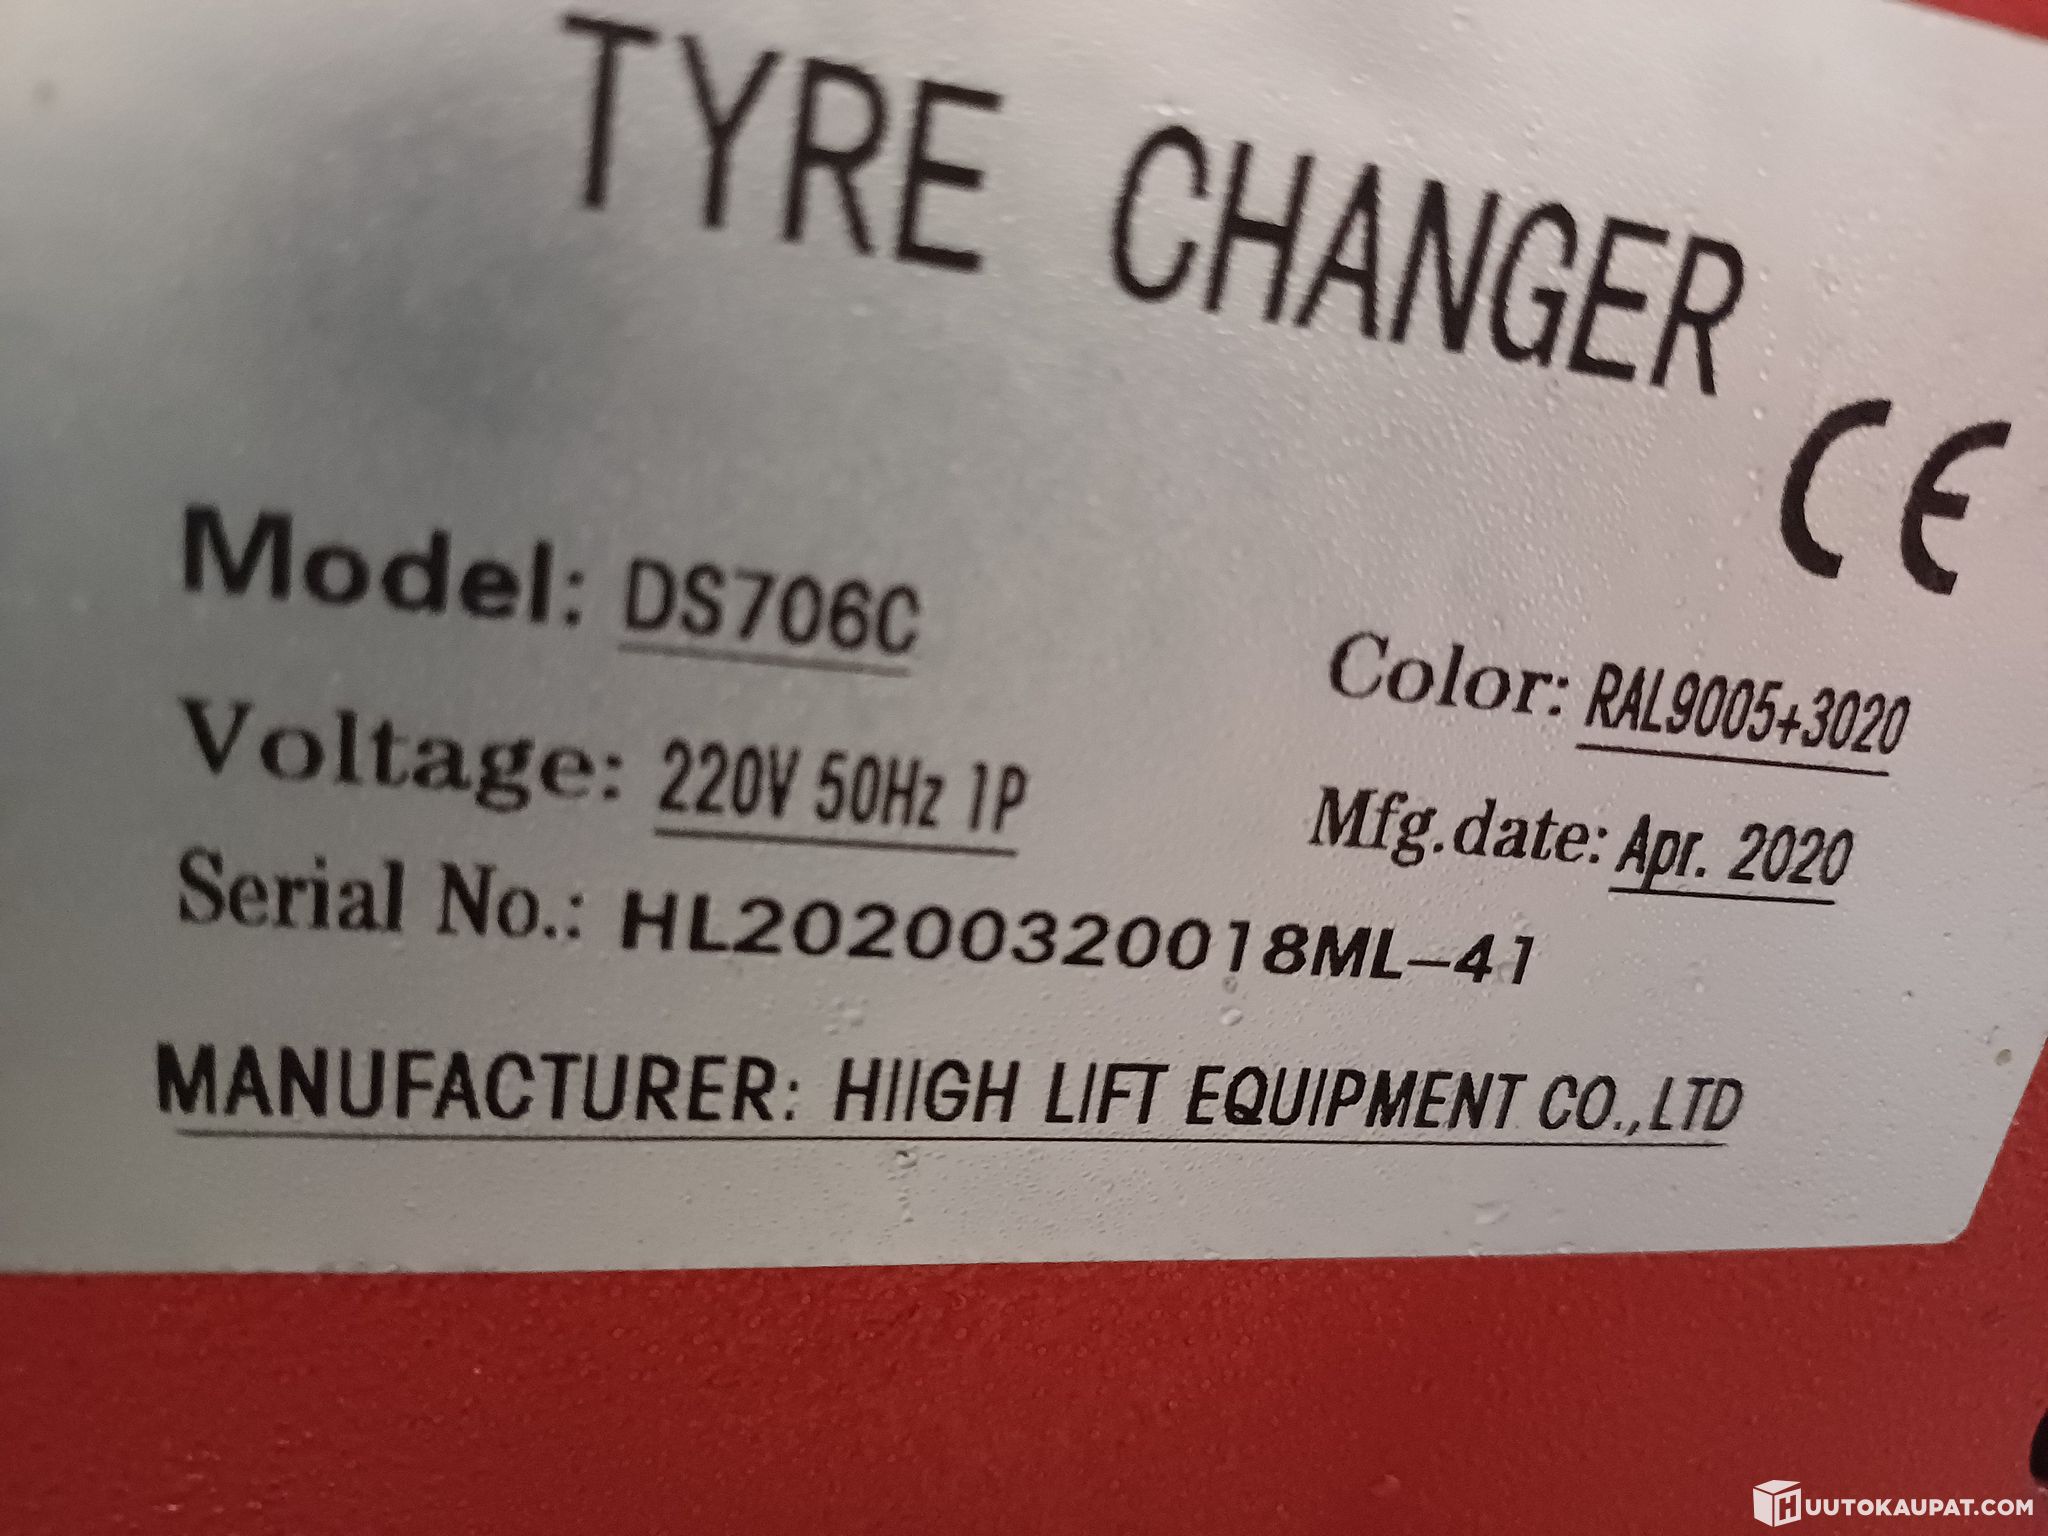 TYRE CHANGER
CE
Model: DS706C
Color: RAL9005+3020
Voltage: 220V 50Hz 1P
Mfg.date: Apr. 2020
Serial No.: HL20200320018ML-41
MANUFACTURER: HIIGH LIFT EQUIPMENT CO.,LTD
HUUTOKAUPAT.COM